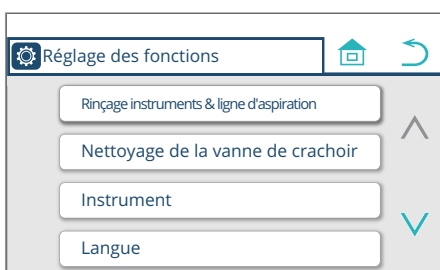 Réglage des fonctions
Rinçage instruments & ligne d'aspiration
Nettoyage de la vanne de crachoir
Instrument
Langue